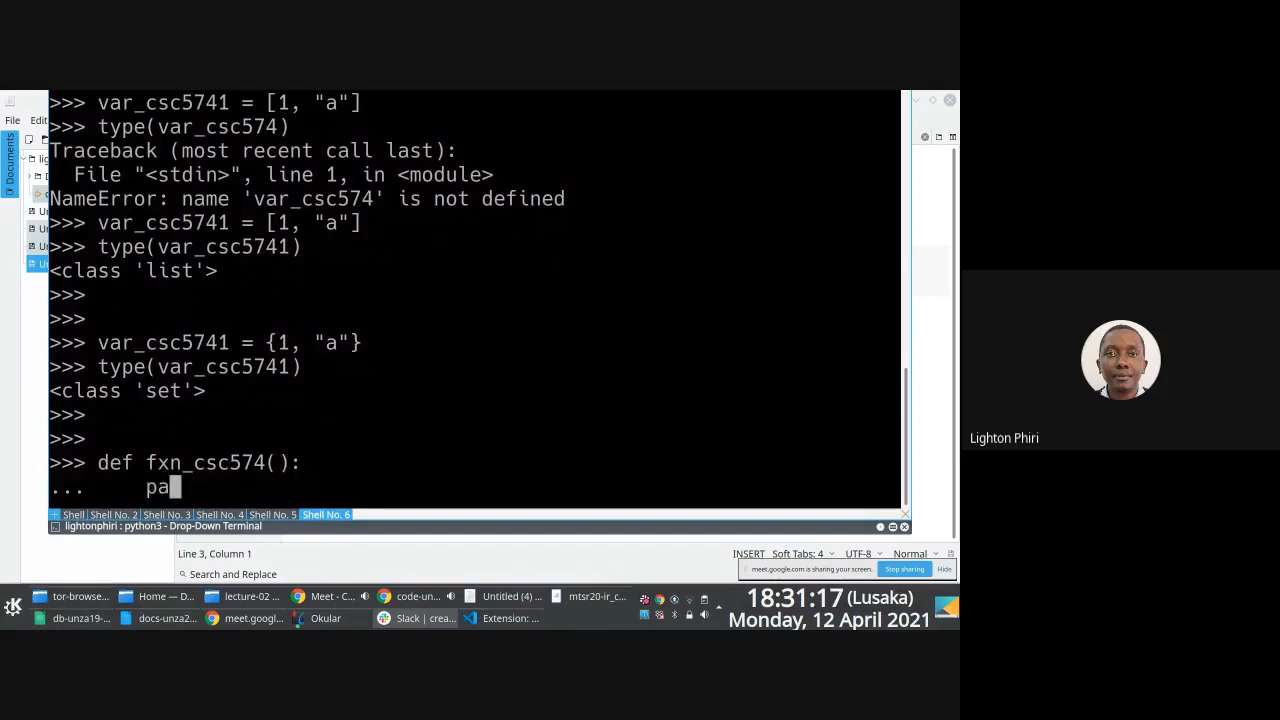 >>> var_csc5741 = [1, "a"]
>>> type(var_csc574)
Traceback (most recent call last):
File "<stdin>", line 1, in <module>
NameError: name 'var_csc574' is not defined
>>> var_csc5741 = [1, "a"]
>>> type(var_csc5741)
<class 'list'>
>>>
>>>
>>> var_csc5741 = {1, "a"}
>>> type(var_csc5741)
<class 'set'>
>>>
>>>
>>> def fxn_csc574():
... pa
File Edit
Documents
Shell Shell No. 2 Shell No. 3 Shell No. 4 Shell No. 5 Shell No. 6
lightonphiri : python3 - Drop-Down Terminal
Line 3, Column 1 INSERT Soft Tabs: 4 UTF-8 Normal
Search and Replace
meet.google.com is sharing your screen. Stop sharing Hide
tor-browse... Home — D... lecture-02 ... Meet - C... code-un... Untitled (4) ... mtsr20-ir_c...
db-unza19-... docs-unza2... meet.googl... Okular Slack | crea... Extension: ...
18:31:17 (Lusaka)
Monday, 12 April 2021
Lighton Phiri